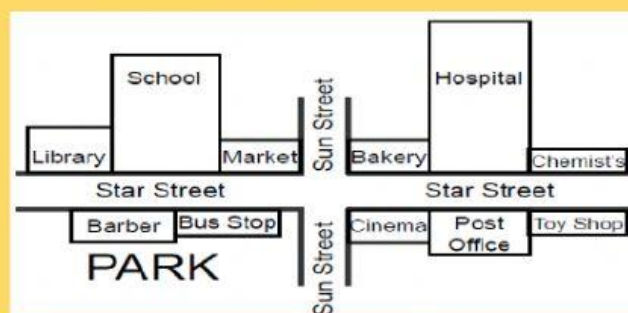 School
Hospital
Sun Street
Library
Market
Bakery
Chemist's
Star Street
Star Street
Barber
Bus Stop
Cinema
Post
Office
Toy Shop
PARK
Sun Street